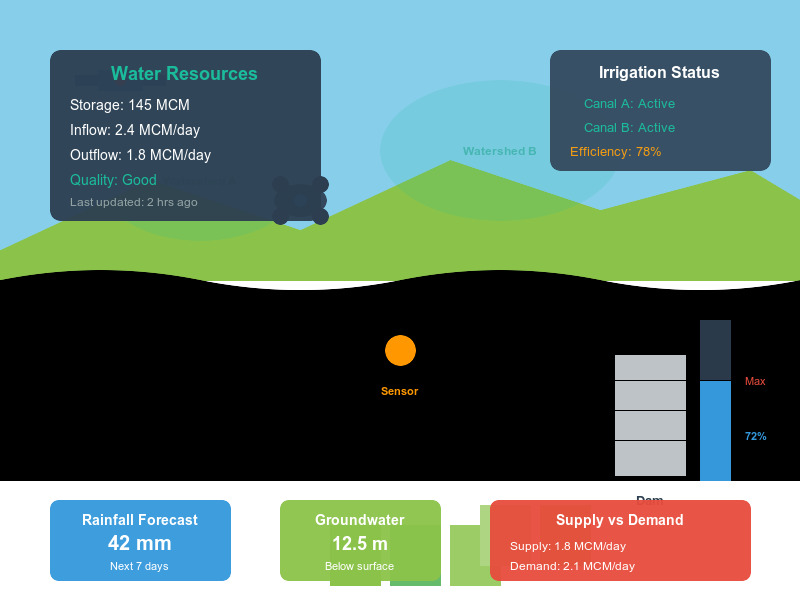 Water Resources
Storage: 145 MCM
Inflow: 2.4 MCM/day
Outflow: 1.8 MCM/day
Quality: Good
Last updated: 2 hrs ago
Irrigation Status
Canal A: Active
Canal B: Active
Efficiency: 78%
Watershed B
Sensor
Max
72%
Dam
Rainfall Forecast
42 mm
Next 7 days
Groundwater
12.5 m
Below surface
Supply vs Demand
Supply: 1.8 MCM/day
Demand: 2.1 MCM/day